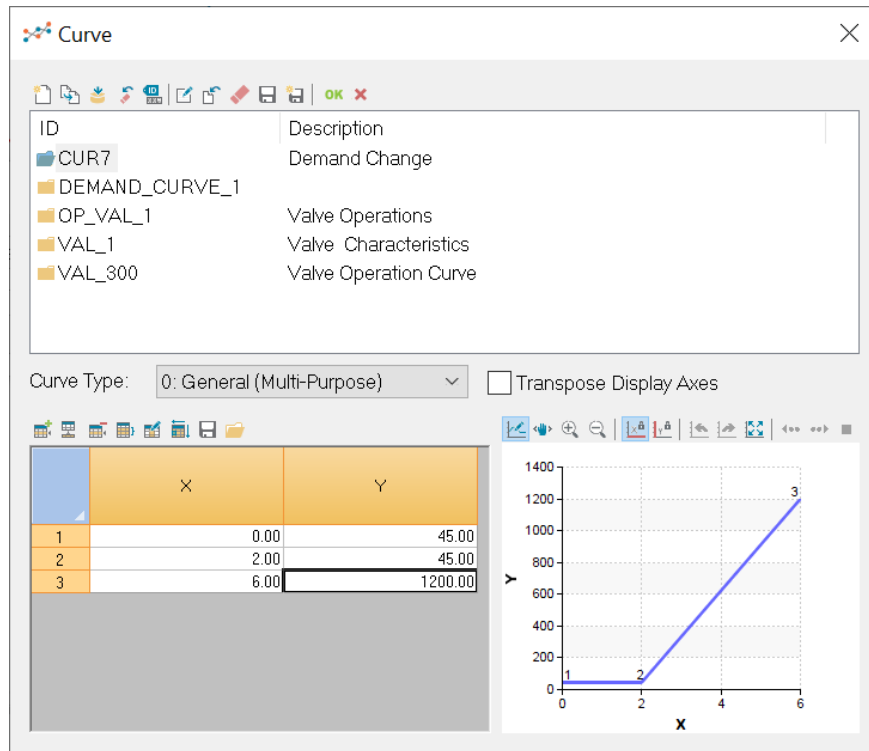 Curve
OK
ID Description
CUR7 Demand Change
DEMAND_CURVE_1
OP_VAL_1 Valve Operations
VAL_1 Valve Characteristics
VAL_300 Valve Operation Curve
Curve Type: 0: General (Multi-Purpose) Transpose Display Axes
X Y
1 0.00 45.00
2 2.00 45.00
3 6.00 1200.00
1400
1200
1000
800
600
400
200
0
Y
1 2 3
0 2 4 6
X